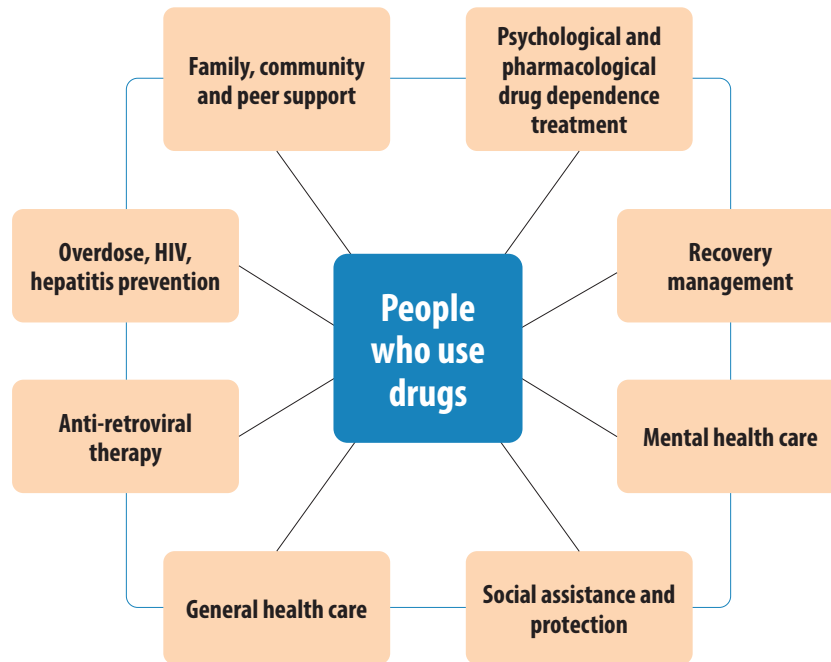 Family, community
and peer support
Psychological and
pharmacological
drug dependence
treatment
Overdose, HIV,
hepatitis prevention
Recovery
management
People
who use
drugs
Anti-retroviral
therapy
Mental health care
General health care
Social assistance and
protection